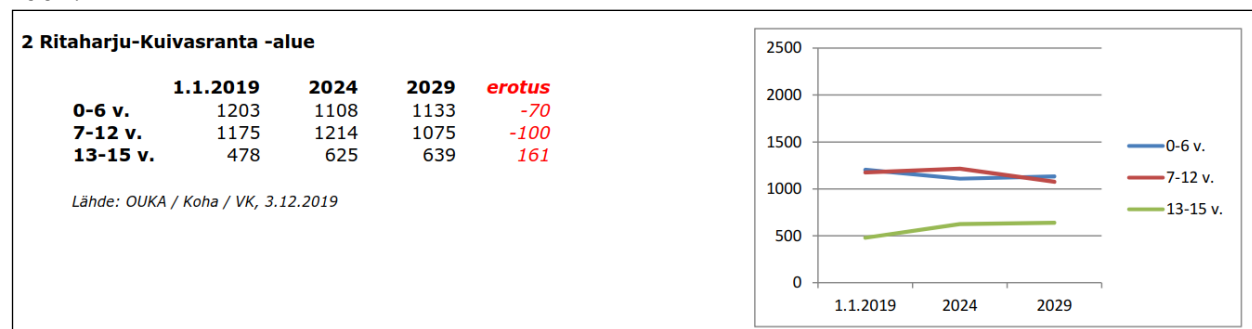 2 Ritaharju-Kuivasranta -alue
1.1.2019 2024 2029 erotus
0-6 v. 1203 1108 1133 -70
7-12 v. 1175 1214 1075 -100
13-15 v. 478 625 639 161
Lähde: OUKA / Koha / VK, 3.12.2019
2500
2000
1500
1000
500
0
1.1.2019 2024 2029
0-6 v.
7-12 v.
13-15 v.